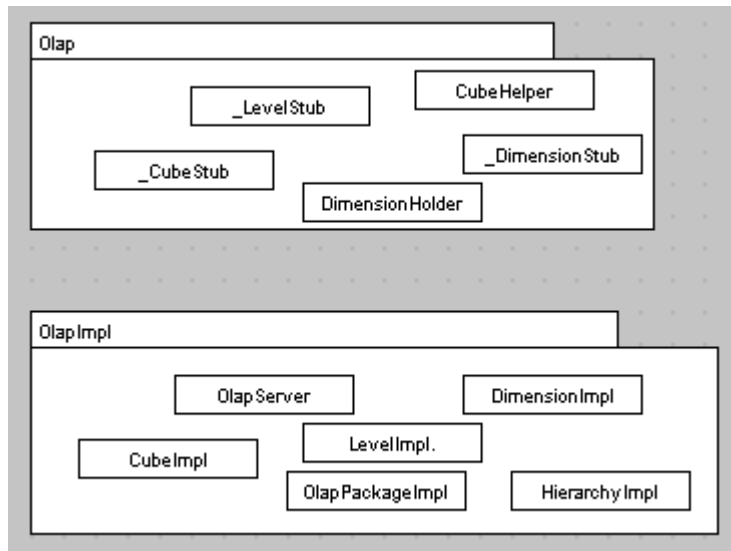 Olap
CubeHelper
_LevelStub
_DimensionStub
_CubeStub
DimensionHolder
OlapImpl
OlapServer
DimensionImpl
LevelImpl.
CubeImpl
OlapPackageImpl
HierarchyImpl